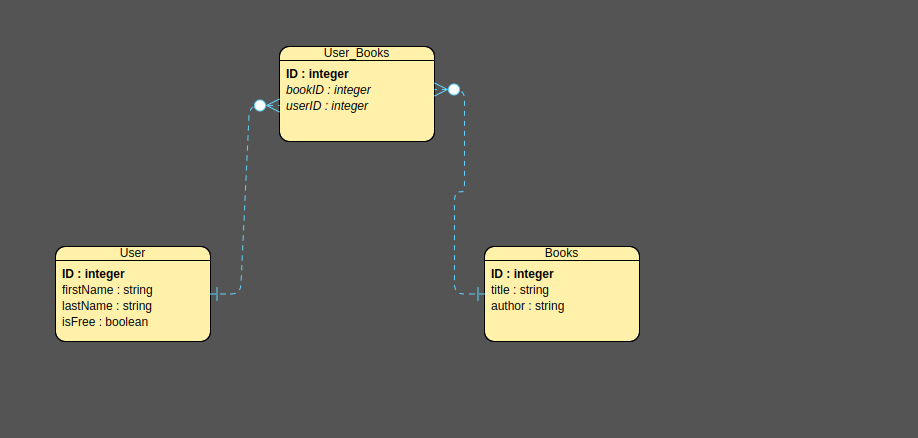 User_Books
ID : integer
bookID : integer
userID : integer
User
ID : integer
firstName : string
lastName : string
isFree : boolean
Books
ID : integer
title : string
author : string